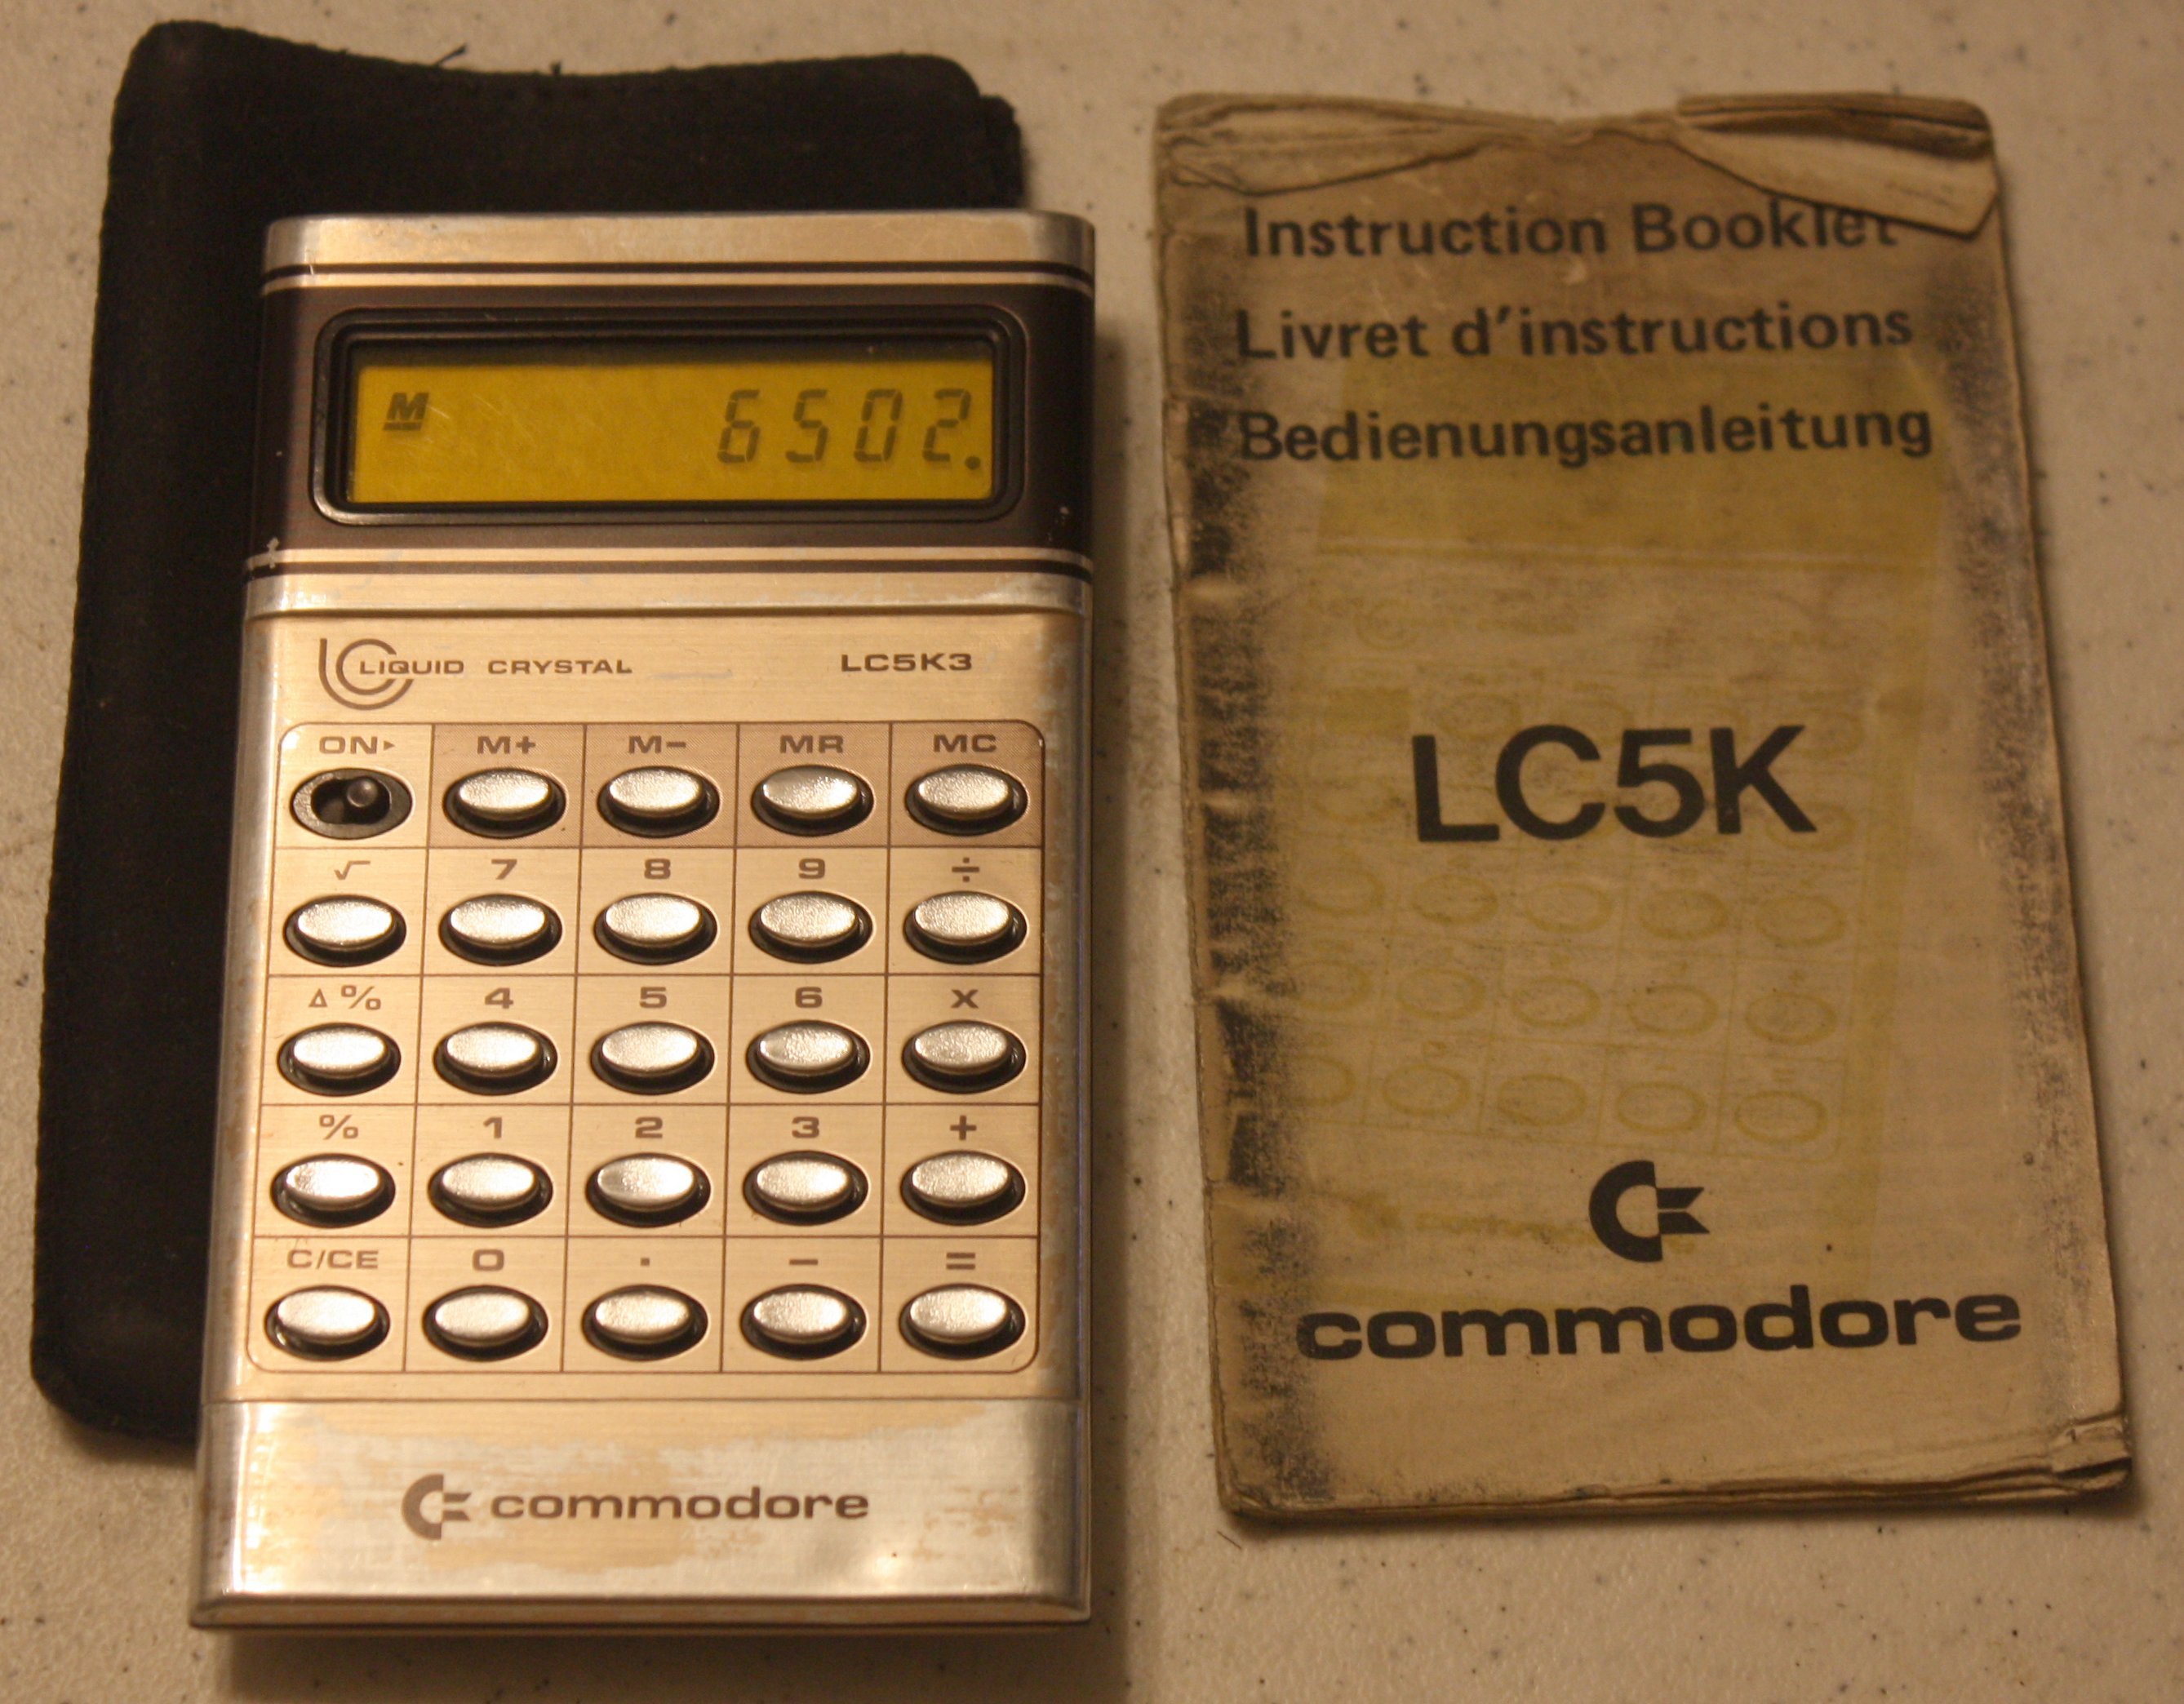 M 6502.
LC LIQUID CRYSTAL LC5K3
ON▸ M+ M− MR MC
√ 7 8 9 ÷
Δ% 4 5 6 x
% 1 2 3 +
C/CE 0 . − =
commodore
Instruction Booklet
Livret d'instructions
Bedienungsanleitung
LC5K
commodore